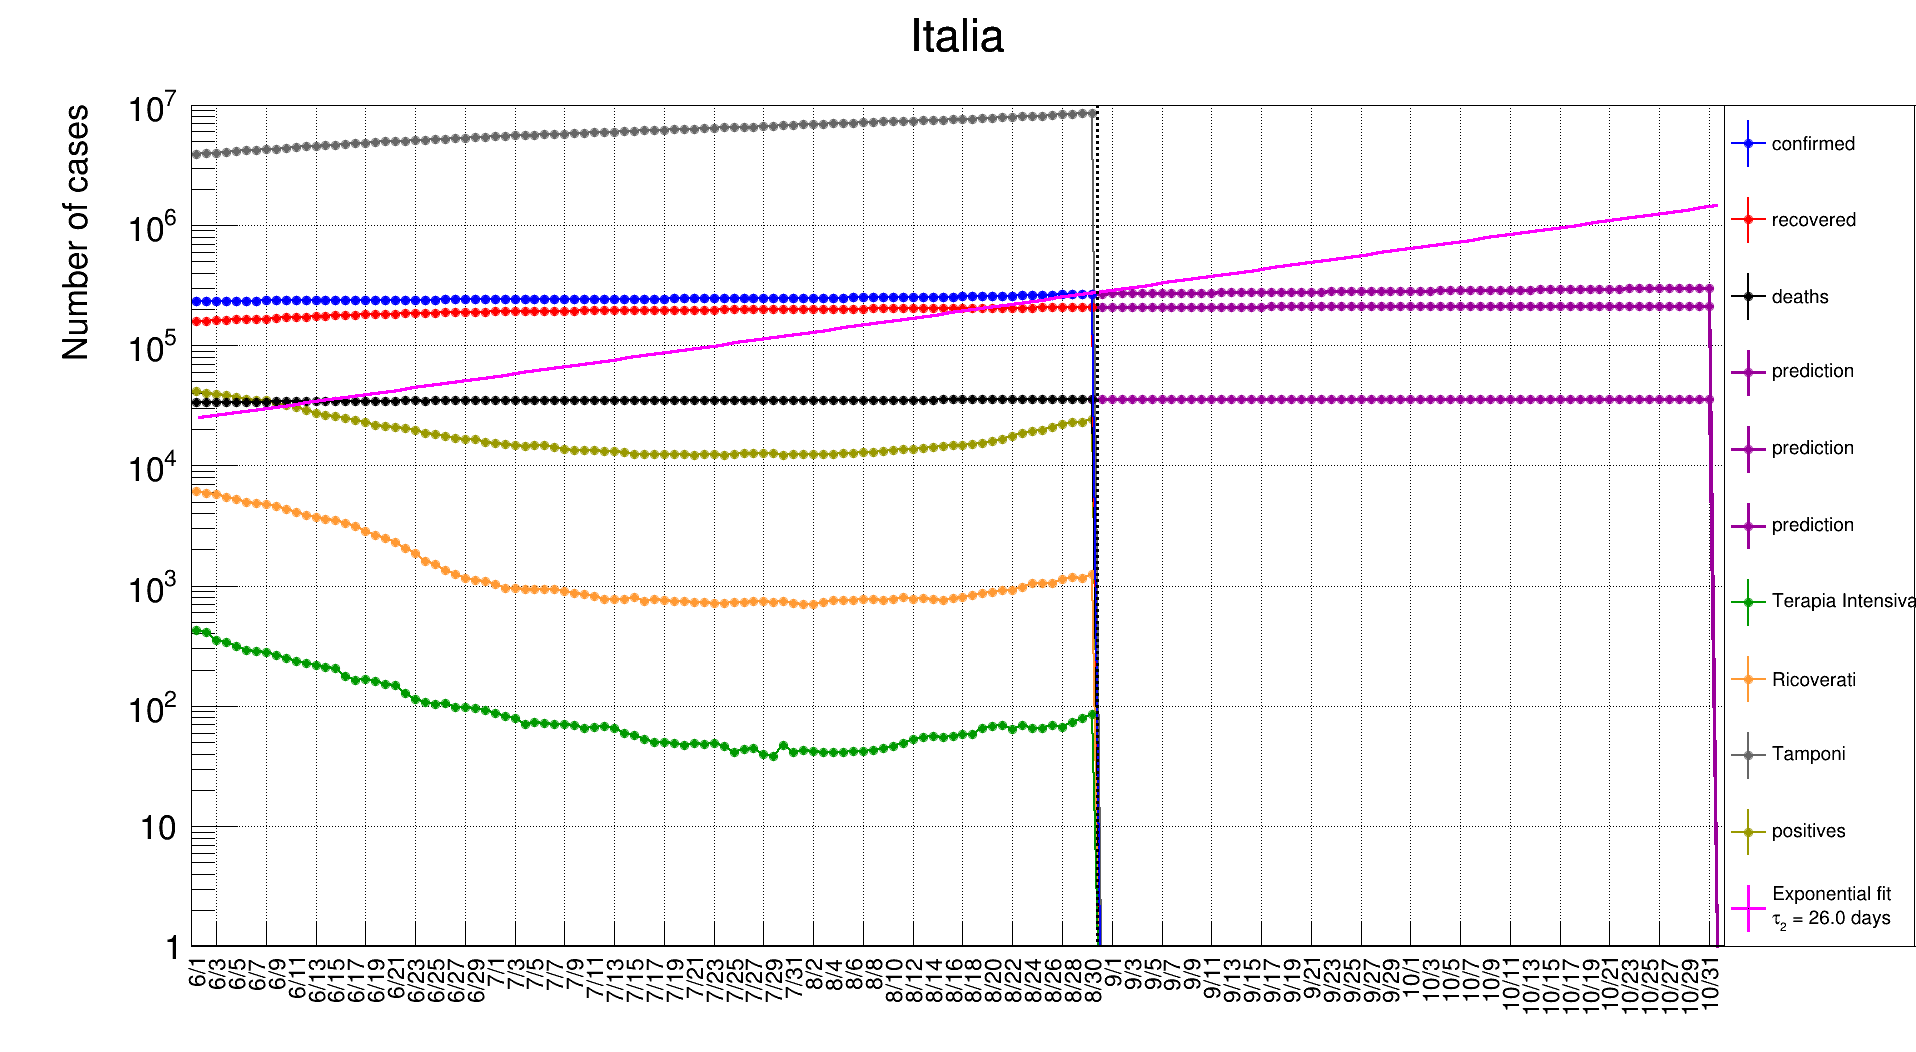 Italia
Number of cases
10^7
10^6
10^5
10^4
10^3
10^2
10
1
6/1 6/3 6/5 6/7 6/9 6/11 6/13 6/15 6/17 6/19 6/21 6/23 6/25 6/27 6/29 7/1 7/3 7/5 7/7 7/9 7/11 7/13 7/15 7/17 7/19 7/21 7/23 7/25 7/27 7/29 7/31 8/2 8/4 8/6 8/8 8/10 8/12 8/14 8/16 8/18 8/20 8/22 8/24 8/26 8/28 8/30 9/1 9/3 9/5 9/7 9/9 9/11 9/13 9/15 9/17 9/19 9/21 9/23 9/25 9/27 9/29 10/1 10/3 10/5 10/7 10/9 10/11 10/13 10/15 10/17 10/19 10/21 10/23 10/25 10/27 10/29 10/31
confirmed
recovered
deaths
prediction
prediction
prediction
Terapia Intensiva
Ricoverati
Tamponi
positives
Exponential fit
τ₂ = 26.0 days